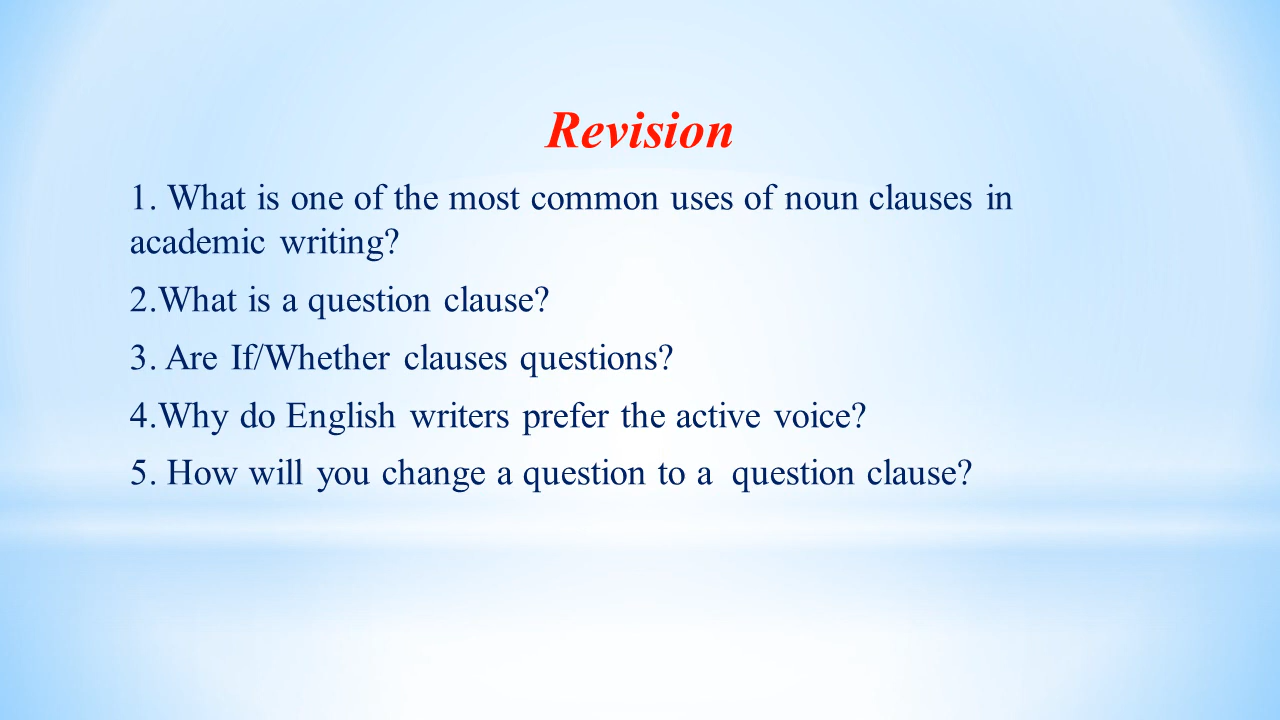 Revision
1. What is one of the most common uses of noun clauses in
academic writing?
2.What is a question clause?
3. Are If/Whether clauses questions?
4.Why do English writers prefer the active voice?
5. How will you change a question to a  question clause?